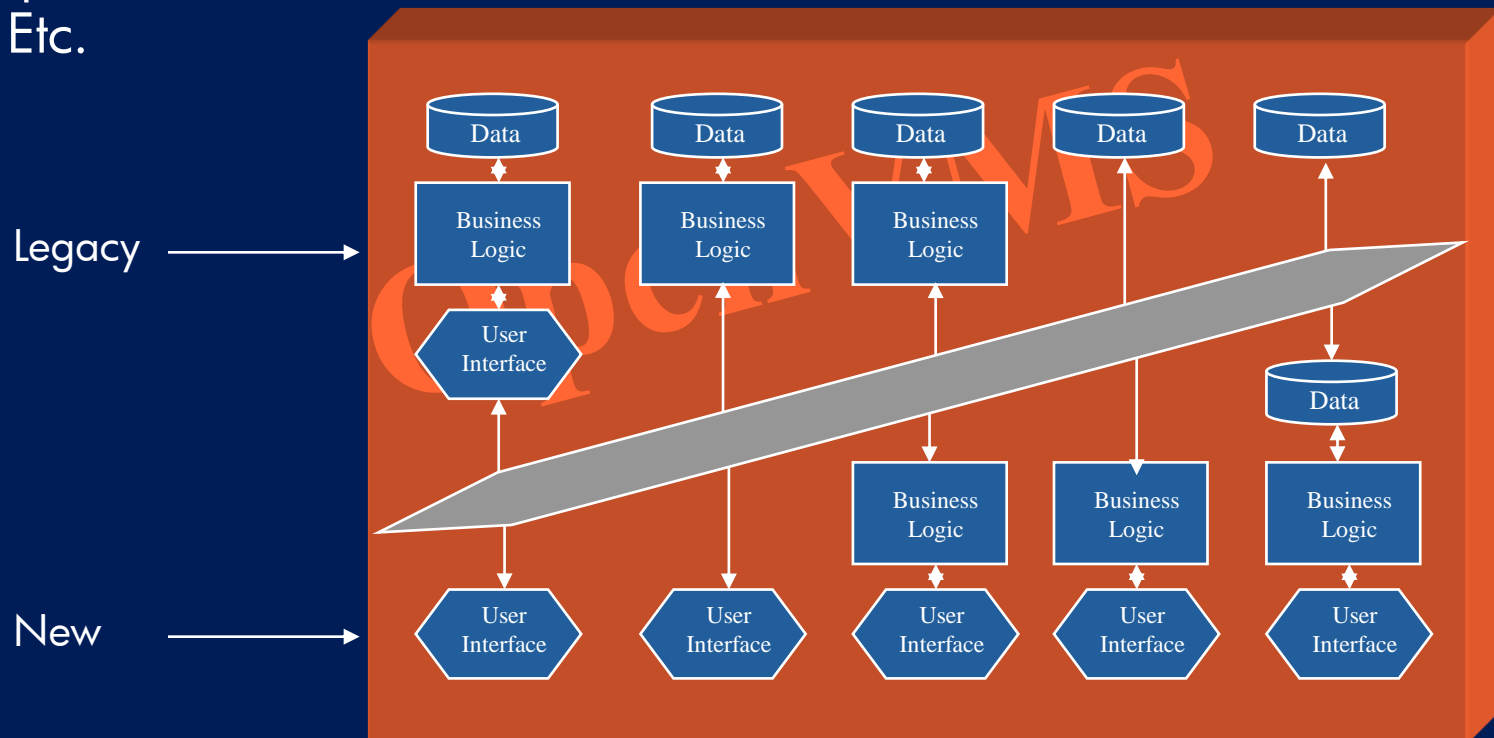 Etc.
OpenVMS
Data
Data
Data
Data
Data
Legacy
Business
Logic
Business
Logic
Business
Logic
User
Interface
Data
Business
Logic
Business
Logic
Business
Logic
New
User
Interface
User
Interface
User
Interface
User
Interface
User
Interface